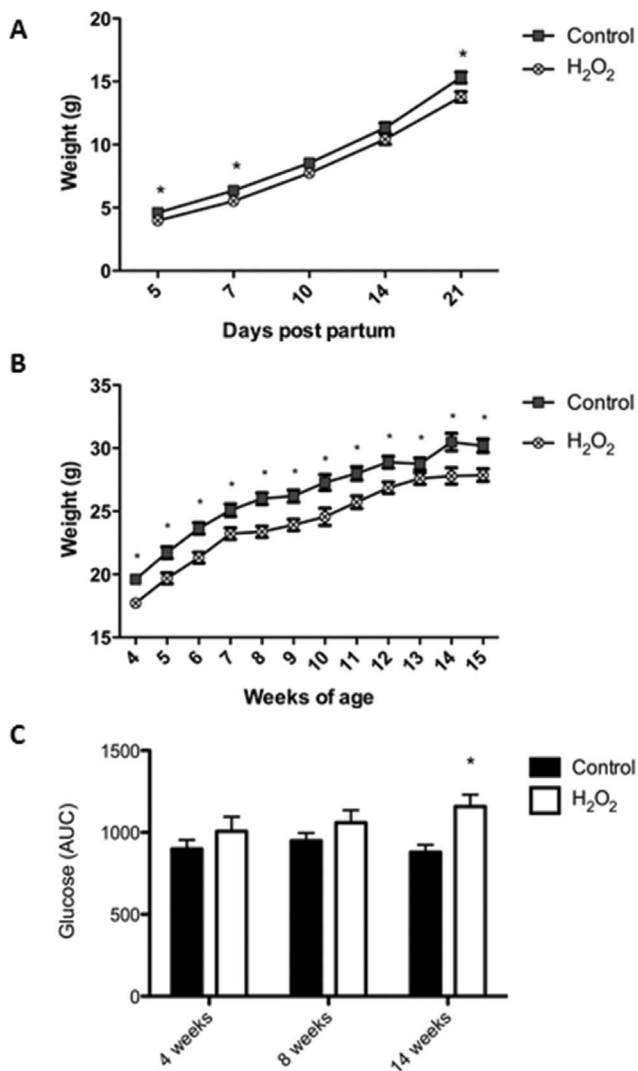 A
Control
H₂O₂
*
15
Weight (g)
10
*
*
5
0
5
7
10
14
21
Days post partum
B
35
Control
H₂O₂
30
Weight (g)
25
20
15
* * * * * * * * * * * *
4 5 6 7 8 9 10 11 12 13 14 15
Weeks of age
C
1500
Control
H₂O₂
*
Glucose (AUC)
1000
500
0
4 weeks
8 weeks
14 weeks
20